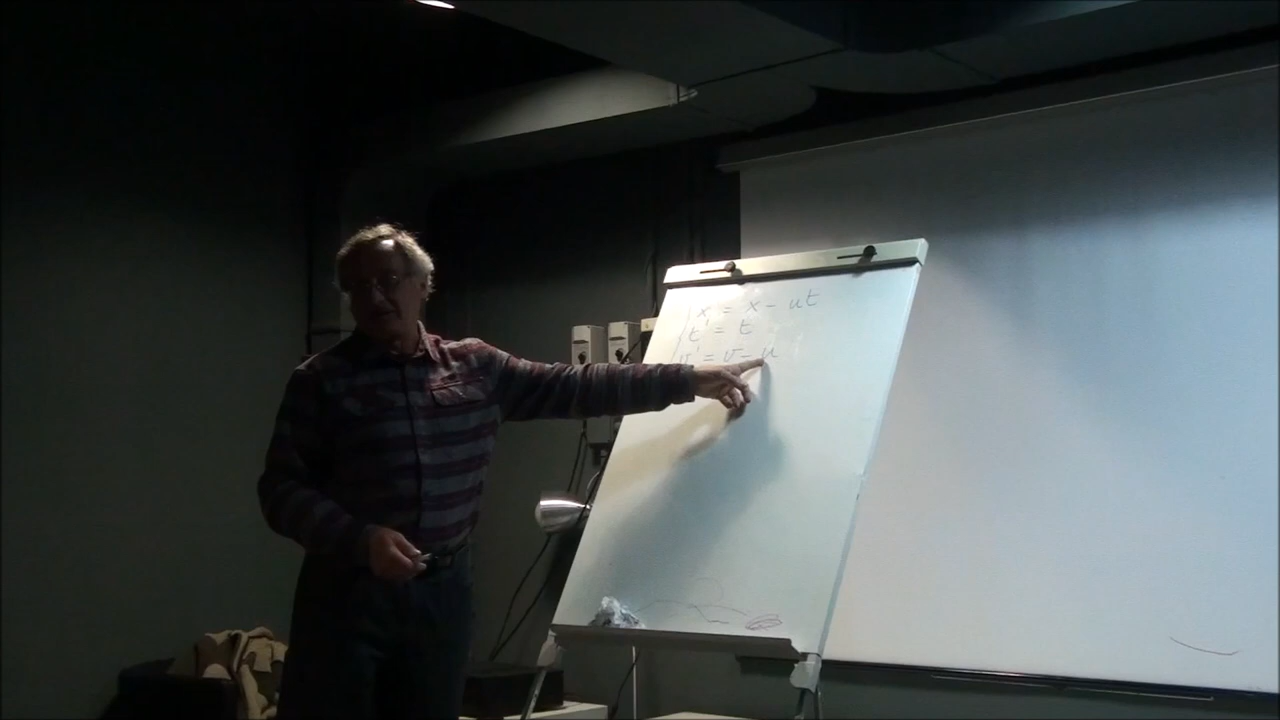 x' = x - ut
t' = t
v' = v - u